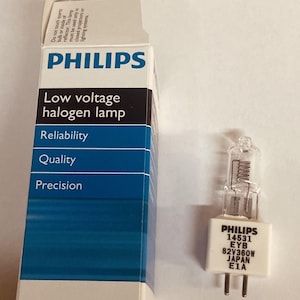 PHILIPS
Low voltage
halogen lamp
Reliability
Quality
Precision
PHILIPS
14531
EYB
82V360W
JAPAN
E1A